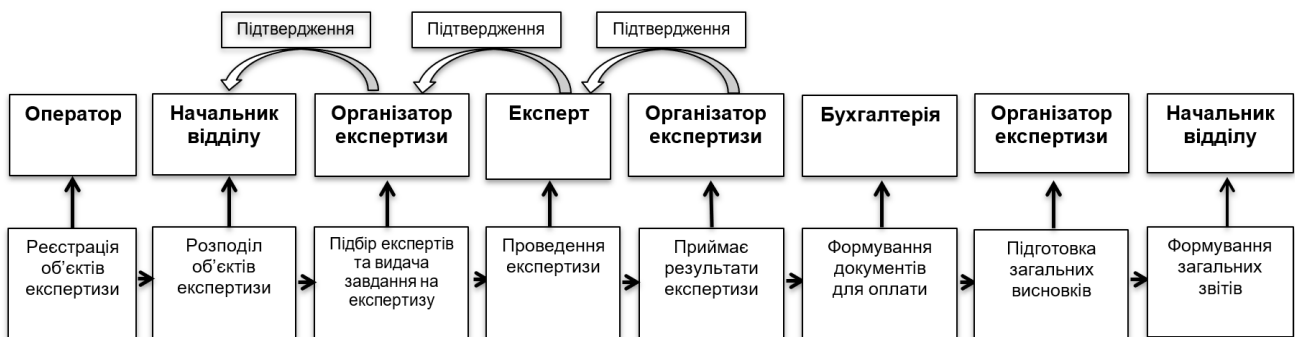 Підтвердження
Підтвердження
Підтвердження
Оператор
Начальник
відділу
Організатор
експертизи
Експерт
Організатор
експертизи
Бухгалтерія
Організатор
експертизи
Начальник
відділу
Реєстрація
об’єктів
експертизи
Розподіл
об’єктів
експертизи
Підбір експертів
та видача
завдання на
експертизу
Проведення
експертизи
Приймає
результати
експертизи
Формування
документів
для оплати
Підготовка
загальних
висновків
Формування
загальних
звітів